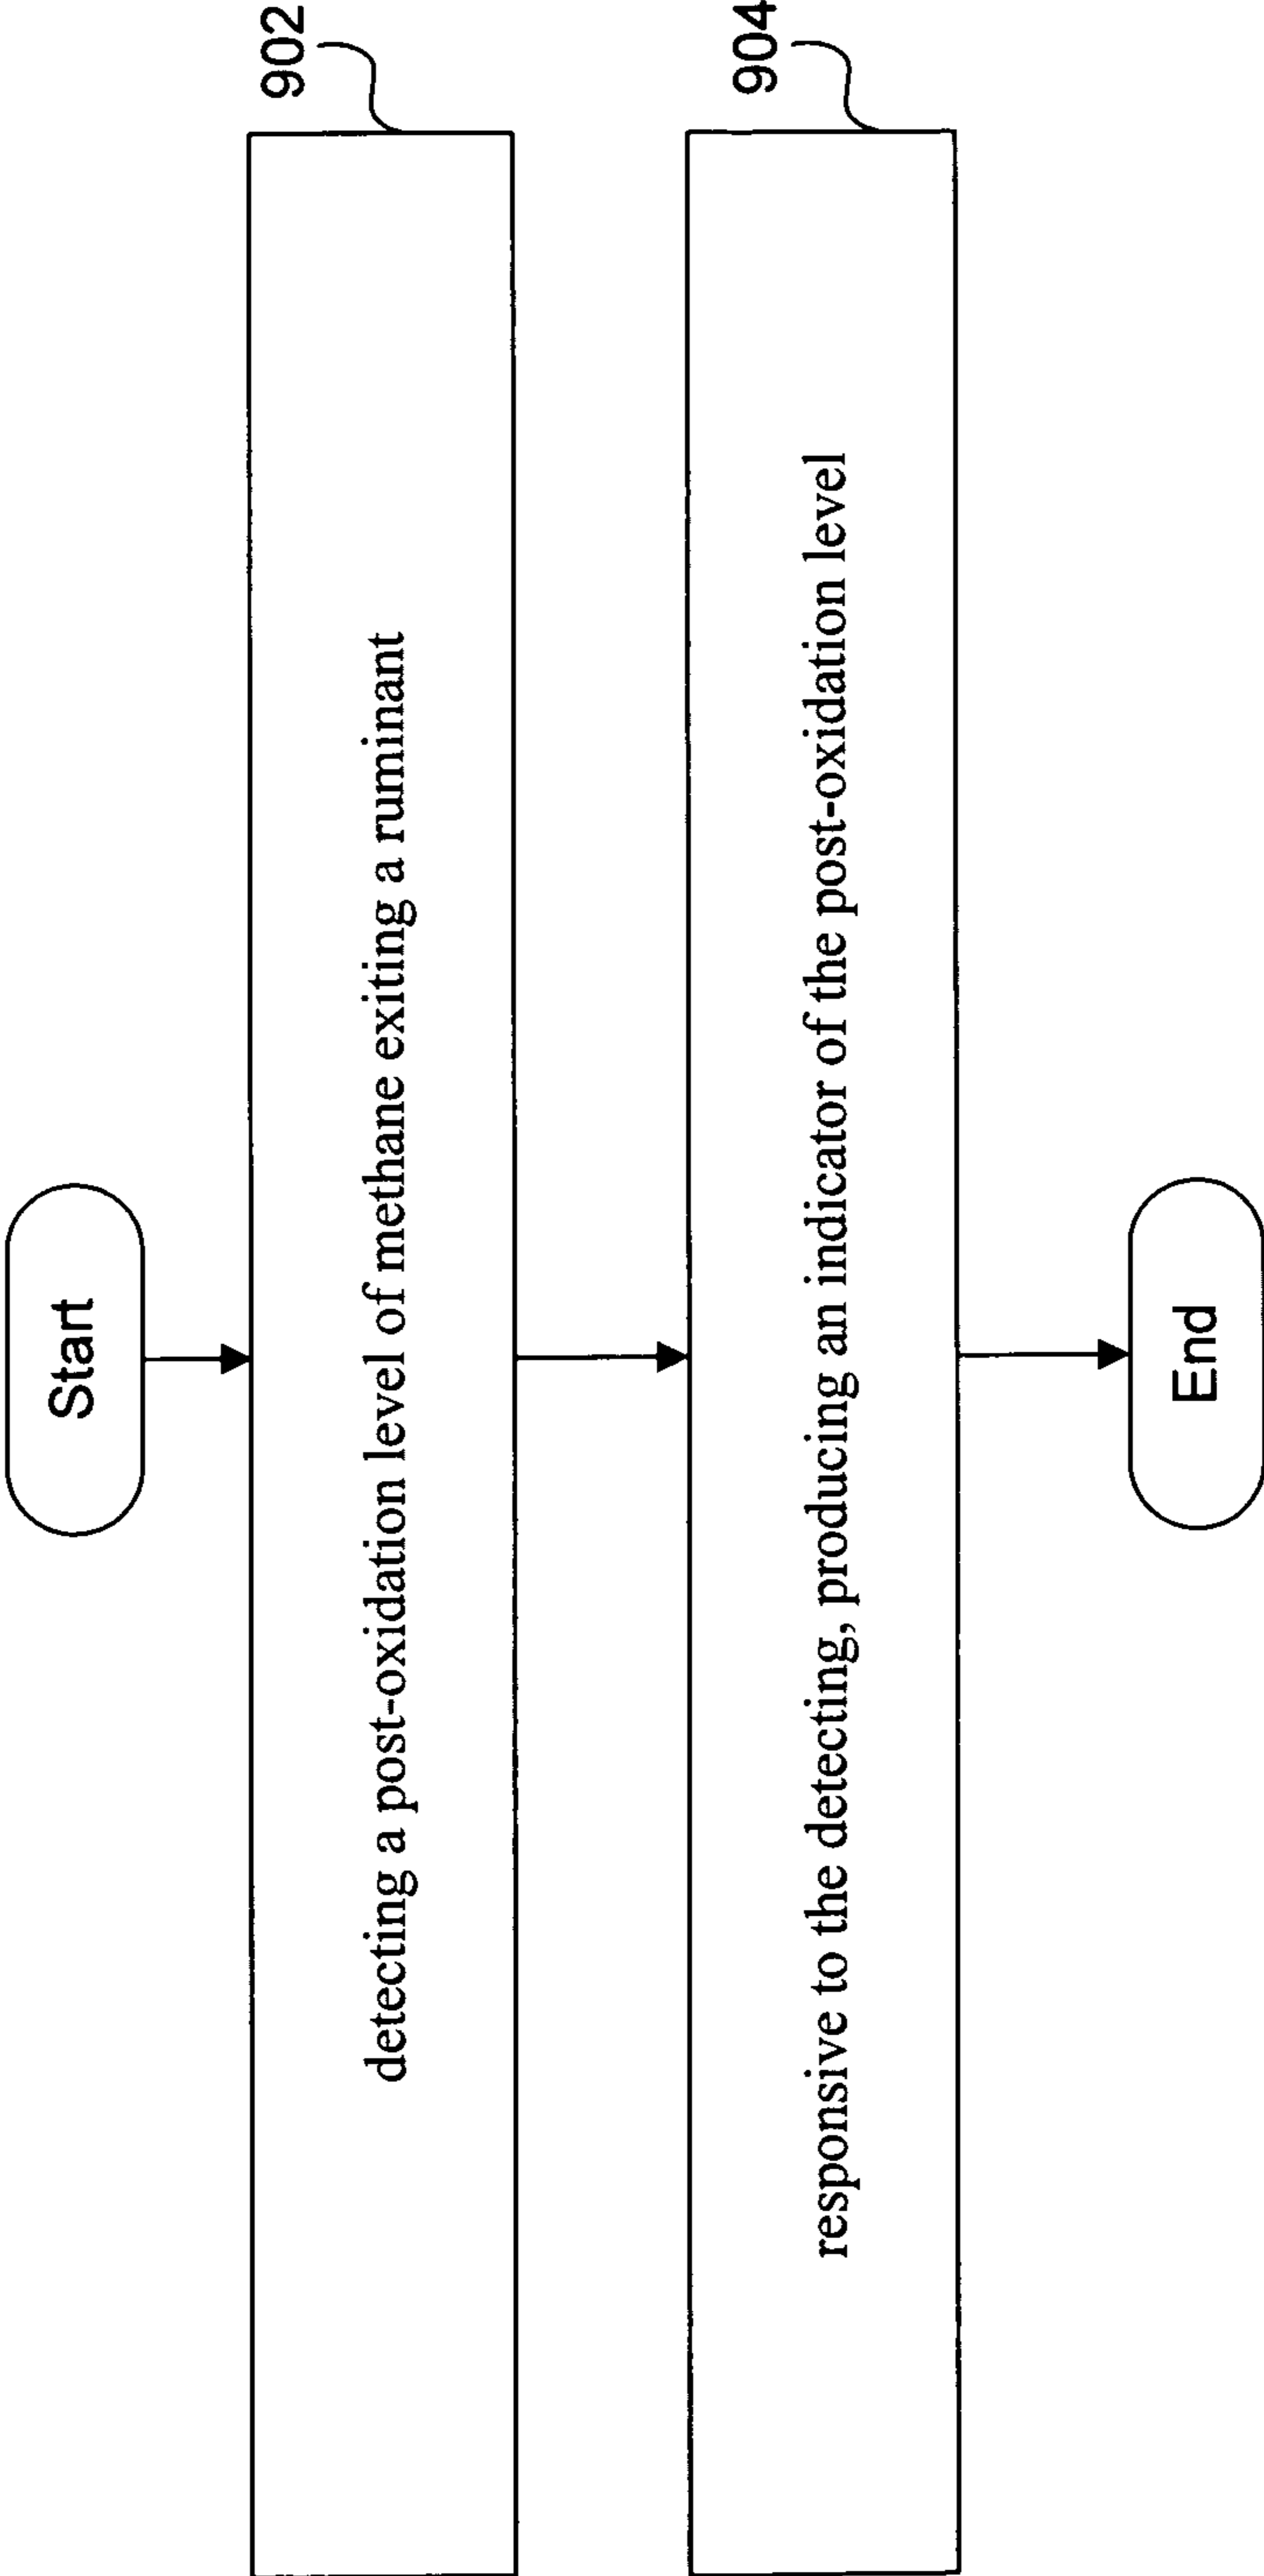 Start
902
detecting a post-oxidation level of methane exiting a ruminant
904
responsive to the detecting, producing an indicator of the post-oxidation level
End